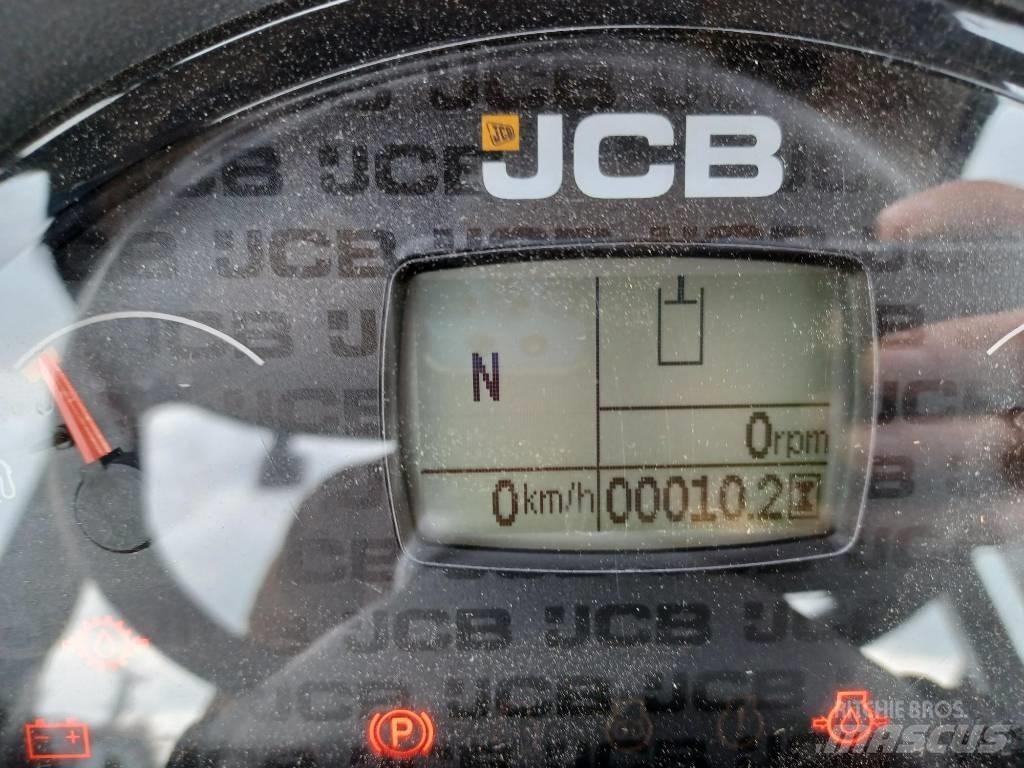 JCB
JCB
N
0rpm
0km/h
00010.2
P
RITCHIE BROS.
MASCUS